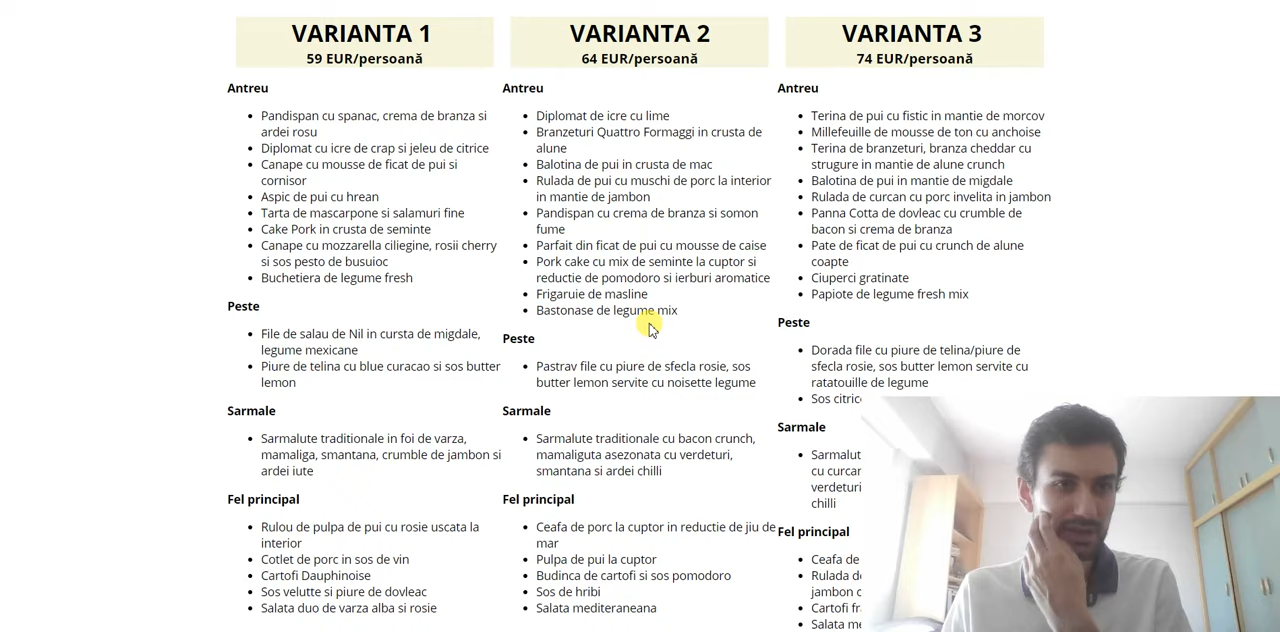 VARIANTA 1
59 EUR/persoană
Antreu
Pandispan cu spanac, crema de branza si
ardei rosu
Diplomat cu icre de crap si jeleu de citrice
Canape cu mousse de ficat de pui si
cornisor
Aspic de pui cu hrean
Tarta de mascarpone si salamuri fine
Cake Pork in crusta de seminte
Canape cu mozzarella ciliegine, rosii cherry
si sos pesto de busuioc
Buchetiera de legume fresh
Peste
File de salau de Nil in cursta de migdale,
legume mexicane
Piure de telina cu blue curacao si sos butter
lemon
Sarmale
Sarmalute traditionale in foi de varza,
mamaliga, smantana, crumble de jambon si
ardei iute
Fel principal
Rulou de pulpa de pui cu rosie uscata la
interior
Cotlet de porc in sos de vin
Cartofi Dauphinoise
Sos velutte si piure de dovleac
Salata duo de varza alba si rosie
VARIANTA 2
64 EUR/persoană
Antreu
Diplomat de icre cu lime
Branzeturi Quattro Formaggi in crusta de
alune
Balotina de pui in crusta de mac
Rulada de pui cu muschi de porc la interior
in mantie de jambon
Pandispan cu crema de branza si somon
fume
Parfait din ficat de pui cu mousse de caise
Pork cake cu mix de seminte la cuptor si
reductie de pomodoro si ierburi aromatice
Frigaruie de masline
Bastonase de legume mix
Peste
Pastrav file cu piure de sfecla rosie, sos
butter lemon servite cu noisette legume
Sarmale
Sarmalute traditionale cu bacon crunch,
mamaliguta asezonata cu verdeturi,
smantana si ardei chilli
Fel principal
Ceafa de porc la cuptor in reductie de jiu de
mar
Pulpa de pui la cuptor
Budinca de cartofi si sos pomodoro
Sos de hribi
Salata mediteraneana
VARIANTA 3
74 EUR/persoană
Antreu
Terina de pui cu fistic in mantie de morcov
Millefeuille de mousse de ton cu anchoise
Terina de branzeturi, branza cheddar cu
strugure in mantie de alune crunch
Balotina de pui in mantie de migdale
Rulada de curcan cu porc invelita in jambon
Panna Cotta de dovleac cu crumble de
bacon si crema de branza
Pate de ficat de pui cu crunch de alune
coapte
Ciuperci gratinate
Papiote de legume fresh mix
Peste
Dorada file cu piure de telina/piure de
sfecla rosie, sos butter lemon servite cu
ratatouille de legume
Sos
Sarmale
cu
verdeturi
chilli
Fel principal
Ceafa de
Rulada
jambon
Cartofi
Salata